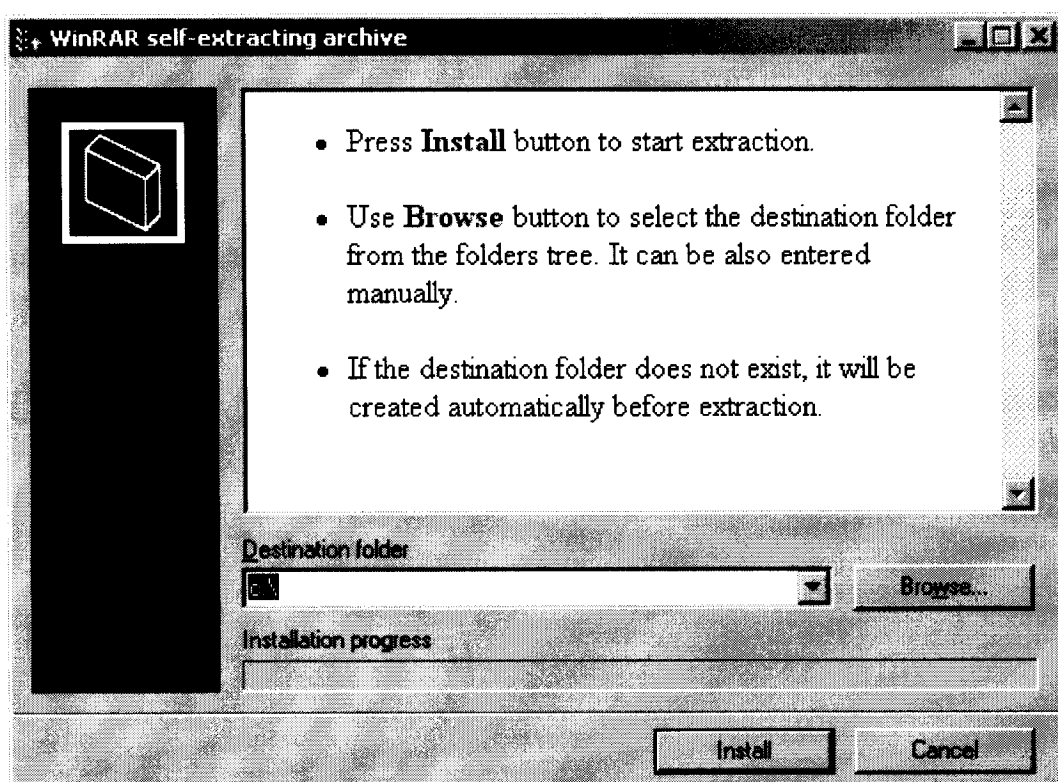 WinRAR self-extracting archive
• Press Install button to start extraction.
• Use Browse button to select the destination folder
from the folders tree. It can be also entered
manually.
• If the destination folder does not exist, it will be
created automatically before extraction.
Destination folder
c:\
Browse...
Installation progress
Install
Cancel